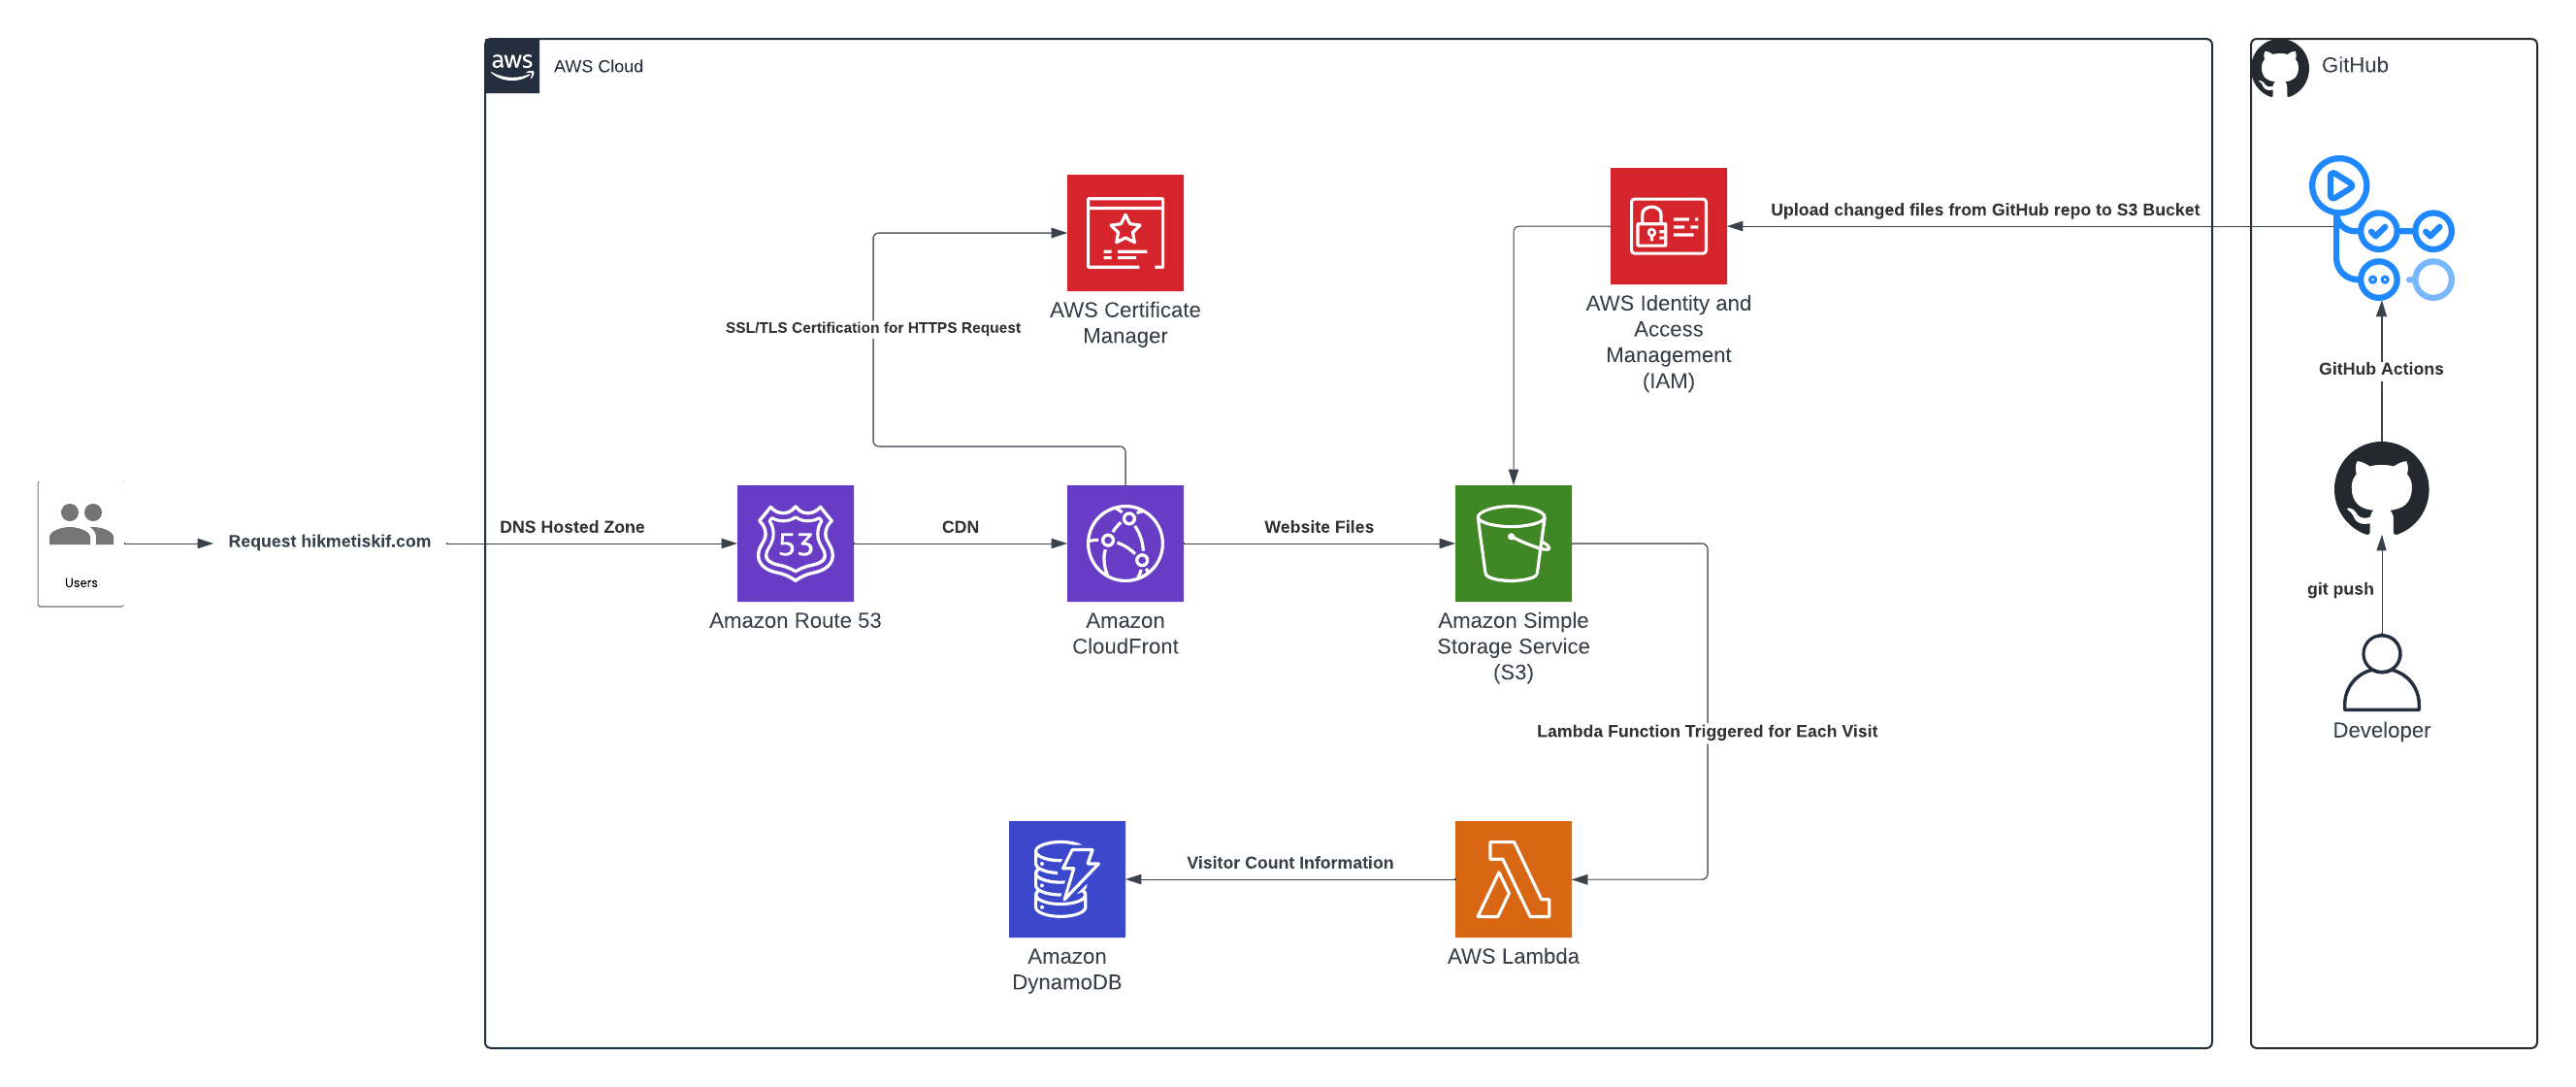 aws
AWS Cloud
GitHub
Upload changed files from GitHub repo to S3 Bucket
AWS Certificate
Manager
AWS Identity and
Access
Management
(IAM)
SSL/TLS Certification for HTTPS Request
GitHub Actions
Users
Request hikmetiskif.com
DNS Hosted Zone
53
Amazon Route 53
CDN
Amazon
CloudFront
Website Files
Amazon Simple
Storage Service
(S3)
git push
Developer
Lambda Function Triggered for Each Visit
Visitor Count Information
Amazon
DynamoDB
AWS Lambda